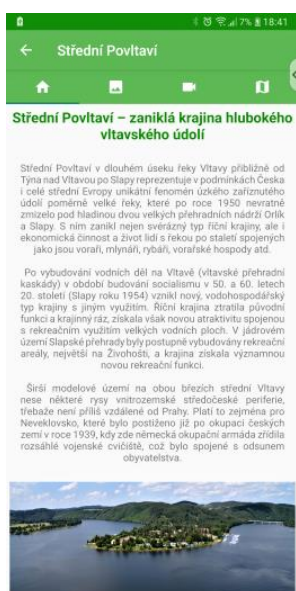 7% 18:41
Střední Povltaví
Střední Povltaví – zaniklá krajina hlubokého
vltavského údolí
Střední Povltaví v dlouhém úseku řeky Vltavy přibližně od
Týna nad Vltavou po Slapy reprezentuje v podmínkách Česka
i celé střední Evropy unikátní fenomén úzkého zaříznutého
údolí poměrně velké řeky, které po roce 1950 nevratně
zmizelo pod hladinou dvou velkých přehradních nádrží Orlík
a Slapy. S ním zanikl nejen svérázný typ říční krajiny, ale i
ekonomická činnost a život lidí s řekou po staletí spojených
jako jsou voraři, mlynáři, rybáři, vorařské hospody atd.
Po vybudování vodních děl na Vltavě (vltavské přehradní
kaskády) v období budování socialismu v 50. a 60. letech
20. století (Slapy roku 1954) vznikl nový, vodohospodářský
typ krajiny s jiným využitím. Říční krajina ztratila původní
funkci a krajinný ráz, získala však novou atraktivitu spojenou
s rekreačním využitím velkých vodních ploch. V jádrovém
území Slapské přehrady byly postupně vybudovány rekreační
areály, největší na Živohošti, a krajina získala významnou
novou rekreační funkci.
Širší modelové území na obou březích střední Vltavy
nese některé rysy vnitrozemské středočeské periferie,
třebaže není příliš vzdálené od Prahy. Platí to zejména pro
Neveklovsko, které bylo postiženo již po okupaci českých
zemí v roce 1939, kdy zde německá okupační armáda zřídila
rozsáhlé vojenské cvičiště, což bylo spojené s odsunem
obyvatelstva.